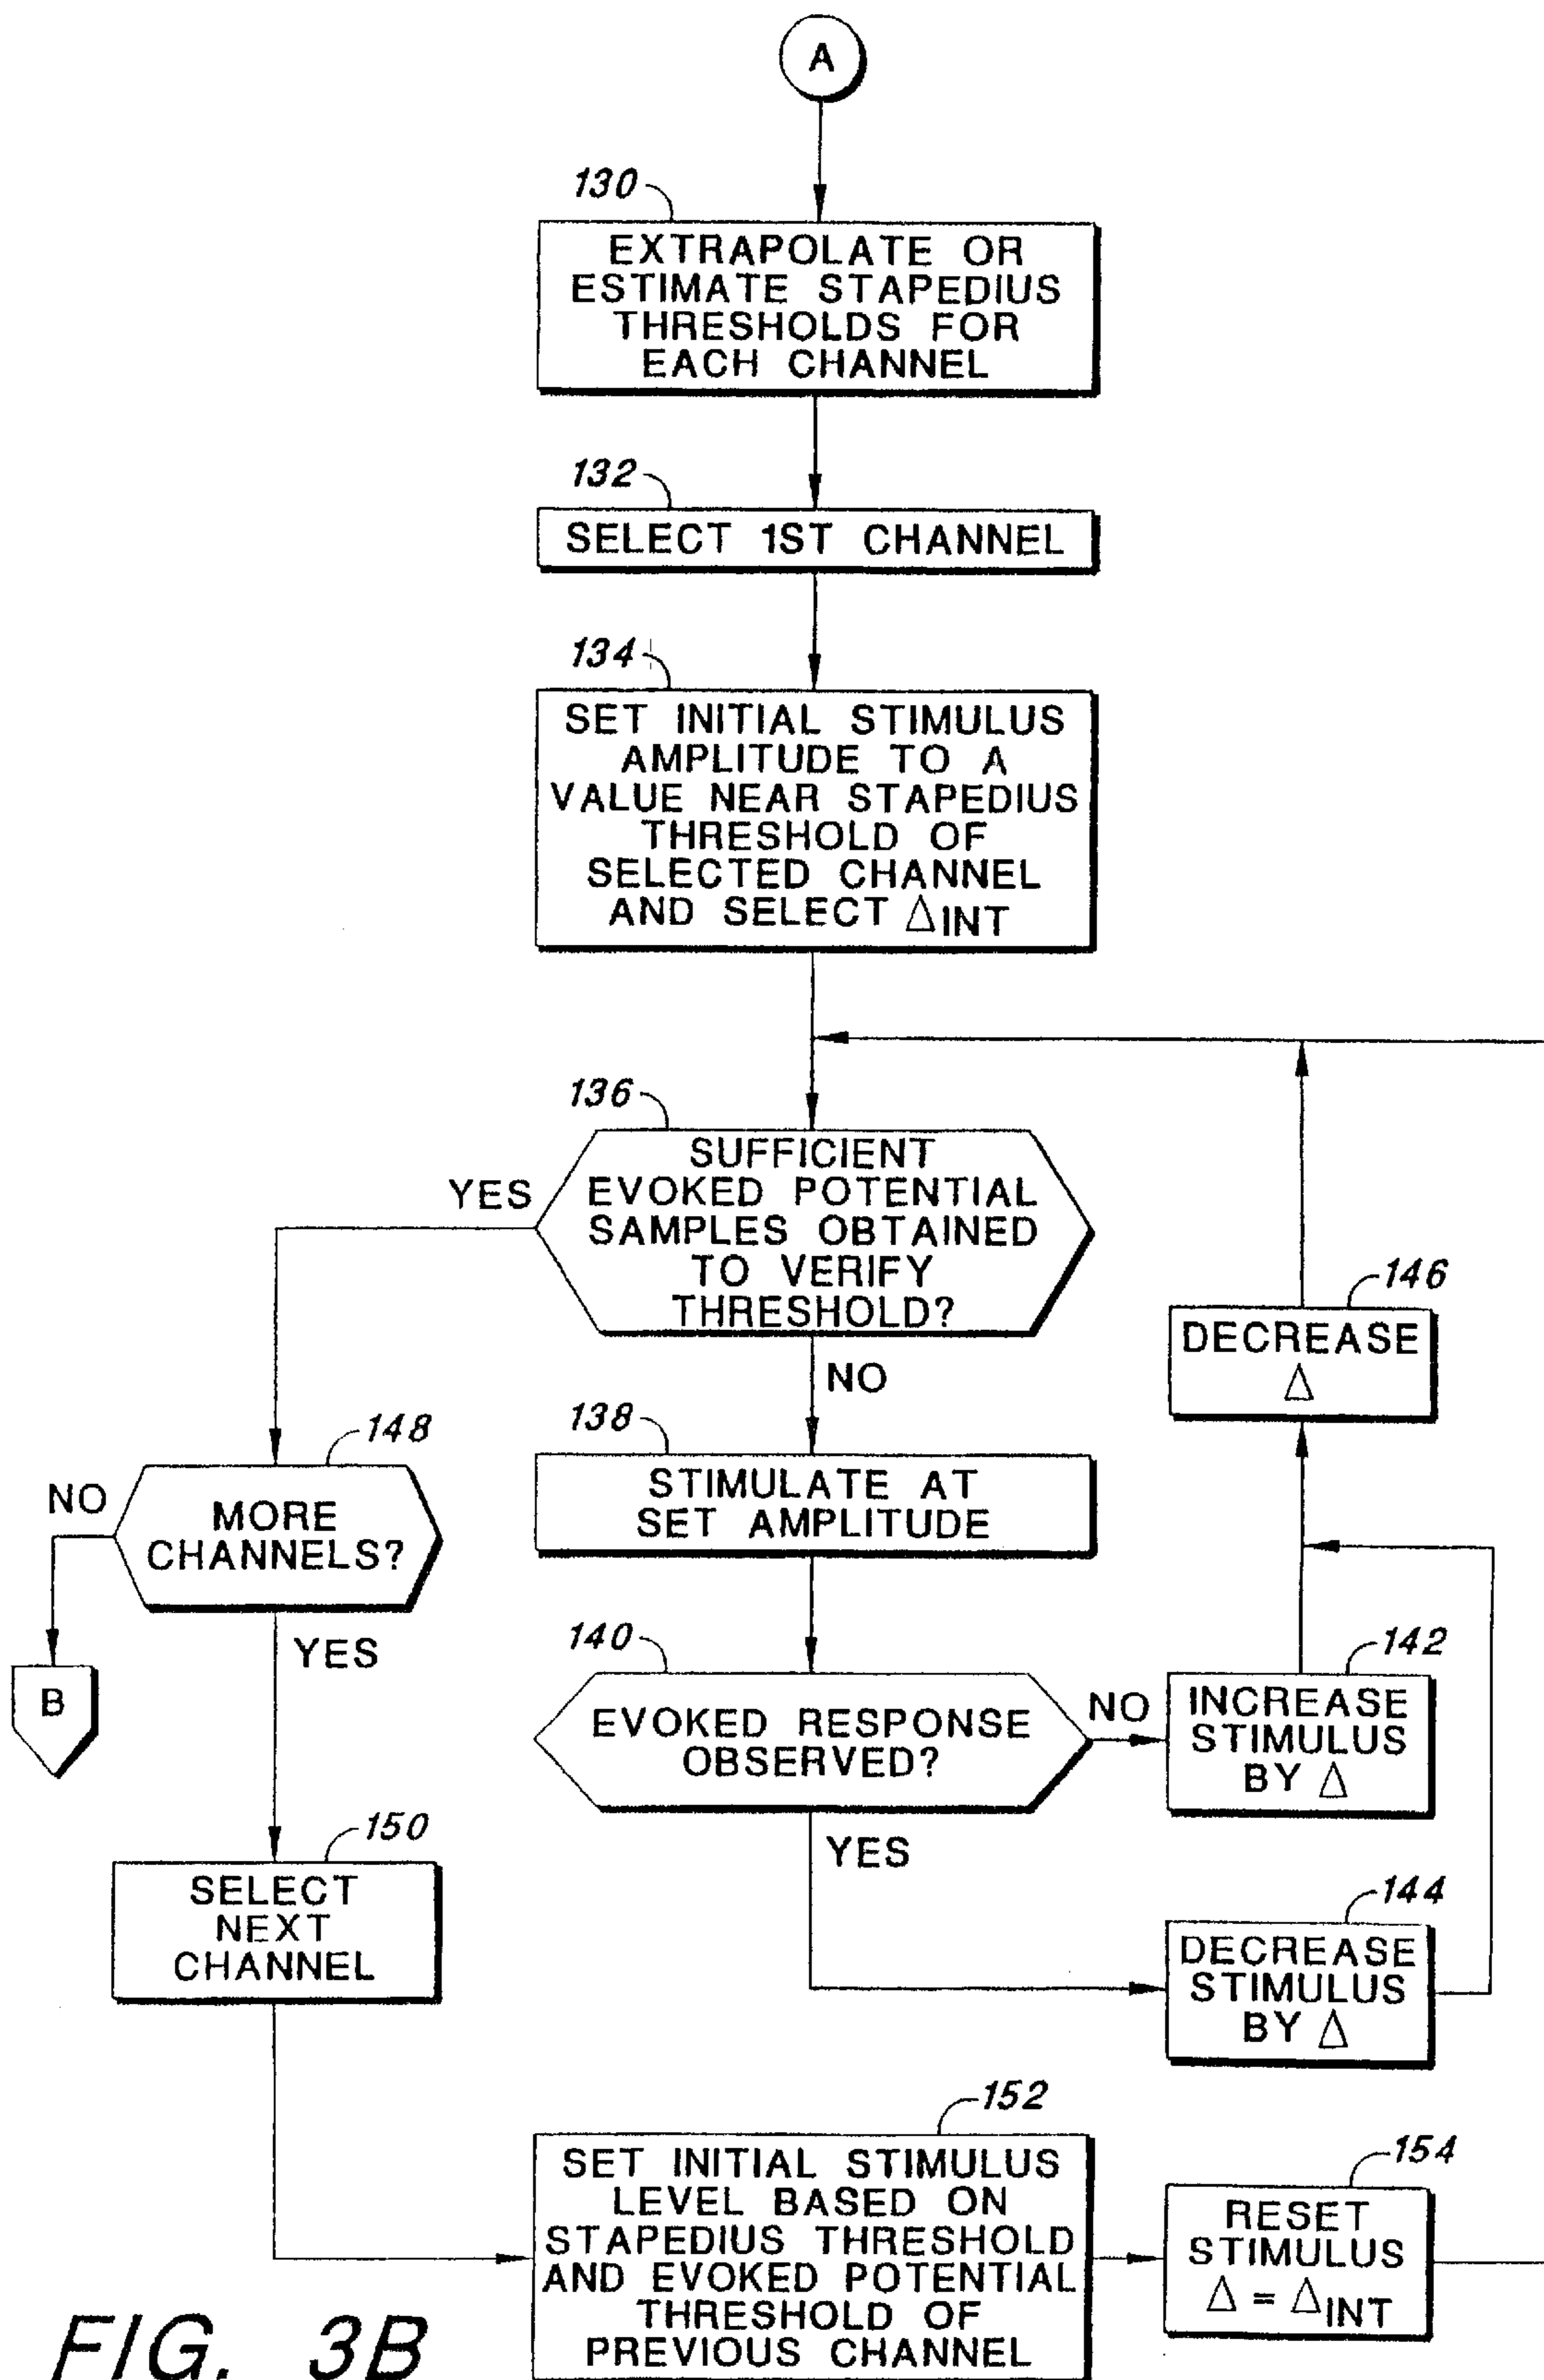 A
130
EXTRAPOLATE OR
ESTIMATE STAPEDIUS
THRESHOLDS FOR
EACH CHANNEL
132
SELECT 1ST CHANNEL
134
SET INITIAL STIMULUS
AMPLITUDE TO A
VALUE NEAR STAPEDIUS
THRESHOLD OF
SELECTED CHANNEL
AND SELECT ΔINT
136
SUFFICIENT
EVOKED POTENTIAL
SAMPLES OBTAINED
TO VERIFY
THRESHOLD?
YES
NO
146
DECREASE
Δ
138
STIMULATE AT
SET AMPLITUDE
148
MORE
CHANNELS?
NO
YES
B
140
EVOKED RESPONSE
OBSERVED?
NO
YES
142
INCREASE
STIMULUS
BY Δ
144
DECREASE
STIMULUS
BY Δ
150
SELECT
NEXT
CHANNEL
152
SET INITIAL STIMULUS
LEVEL BASED ON
STAPEDIUS THRESHOLD
AND EVOKED POTENTIAL
THRESHOLD OF
PREVIOUS CHANNEL
154
RESET
STIMULUS
Δ = ΔINT
FIG. 3B